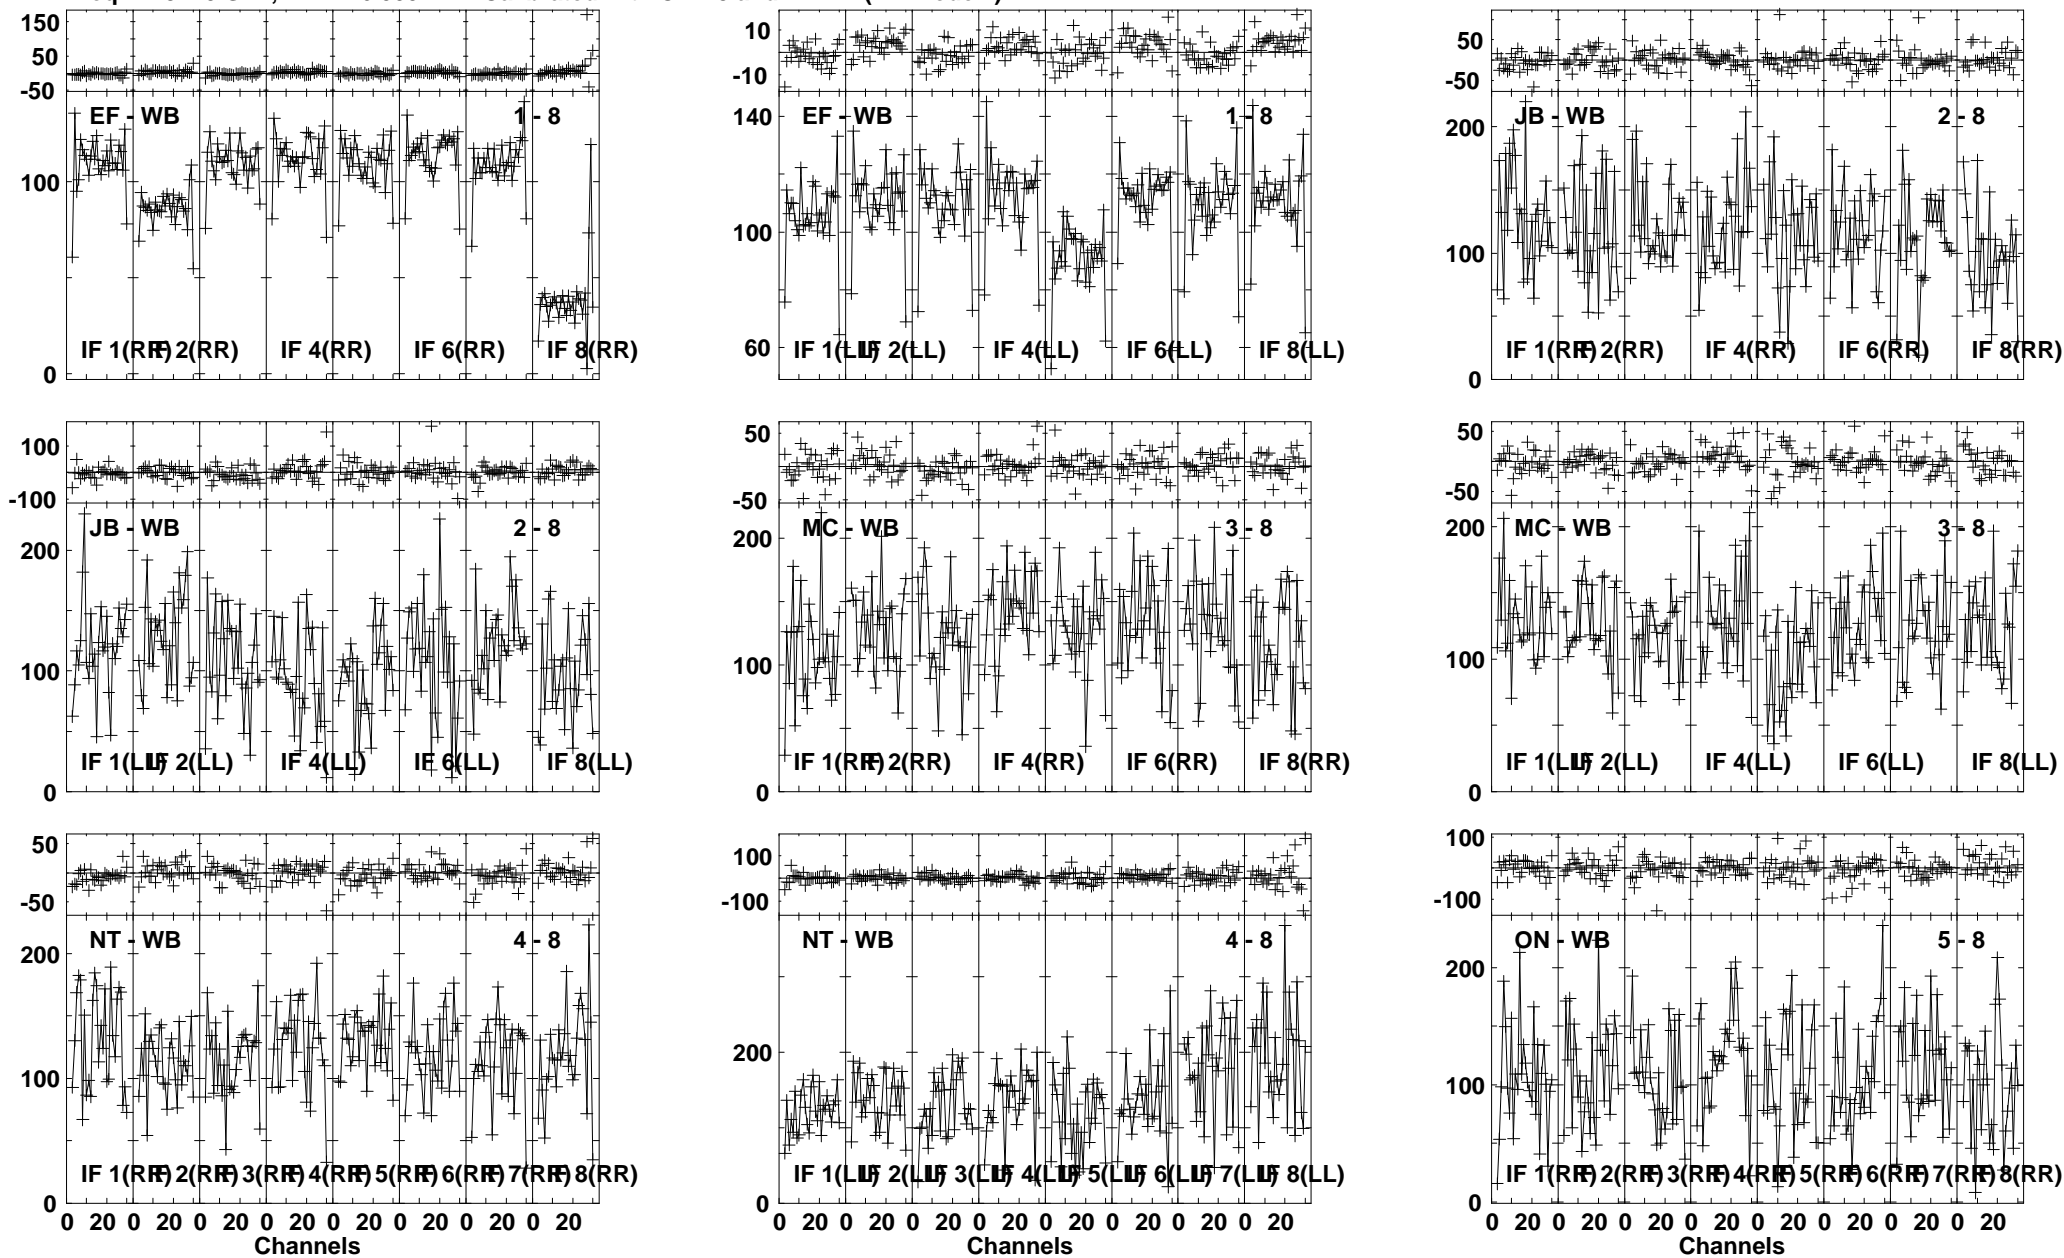 150
50
-50
EF - WB
1 - 8
100
0
IF 1(RR)
IF 2(RR)
IF 4(RR)
IF 6(RR)
IF 8(RR)
10
-10
EF - WB
1 - 8
140
100
60
IF 1(LL)
IF 2(LL)
IF 4(LL)
IF 6(LL)
IF 8(LL)
50
-50
JB - WB
2 - 8
200
100
0
IF 1(RR)
IF 2(RR)
IF 4(RR)
IF 6(RR)
IF 8(RR)
100
-100
JB - WB
2 - 8
200
100
0
IF 1(LL)
IF 2(LL)
IF 4(LL)
IF 6(LL)
IF 8(LL)
50
-50
MC - WB
3 - 8
200
100
0
IF 1(RR)
IF 2(RR)
IF 4(RR)
IF 6(RR)
IF 8(RR)
50
-50
MC - WB
3 - 8
200
100
0
IF 1(LL)
IF 2(LL)
IF 4(LL)
IF 6(LL)
IF 8(LL)
50
-50
NT - WB
4 - 8
200
100
0
IF 1(RR)
IF 2(RR)
IF 3(RR)
IF 4(RR)
IF 5(RR)
IF 6(RR)
IF 7(RR)
IF 8(RR)
0 20 0 20 0 20 0 20 0 20 0 20 0 20 0 20
Channels
100
-100
NT - WB
4 - 8
200
0
IF 1(LL)
IF 2(LL)
IF 3(LL)
IF 4(LL)
IF 5(LL)
IF 6(LL)
IF 7(LL)
IF 8(LL)
0 20 0 20 0 20 0 20 0 20 0 20 0 20 0 20
Channels
100
-100
ON - WB
5 - 8
200
100
0
IF 1(RR)
IF 2(RR)
IF 3(RR)
IF 4(RR)
IF 5(RR)
IF 6(RR)
IF 7(RR)
IF 8(RR)
0 20 0 20 0 20 0 20 0 20 0 20 0 20 0 20
Channels